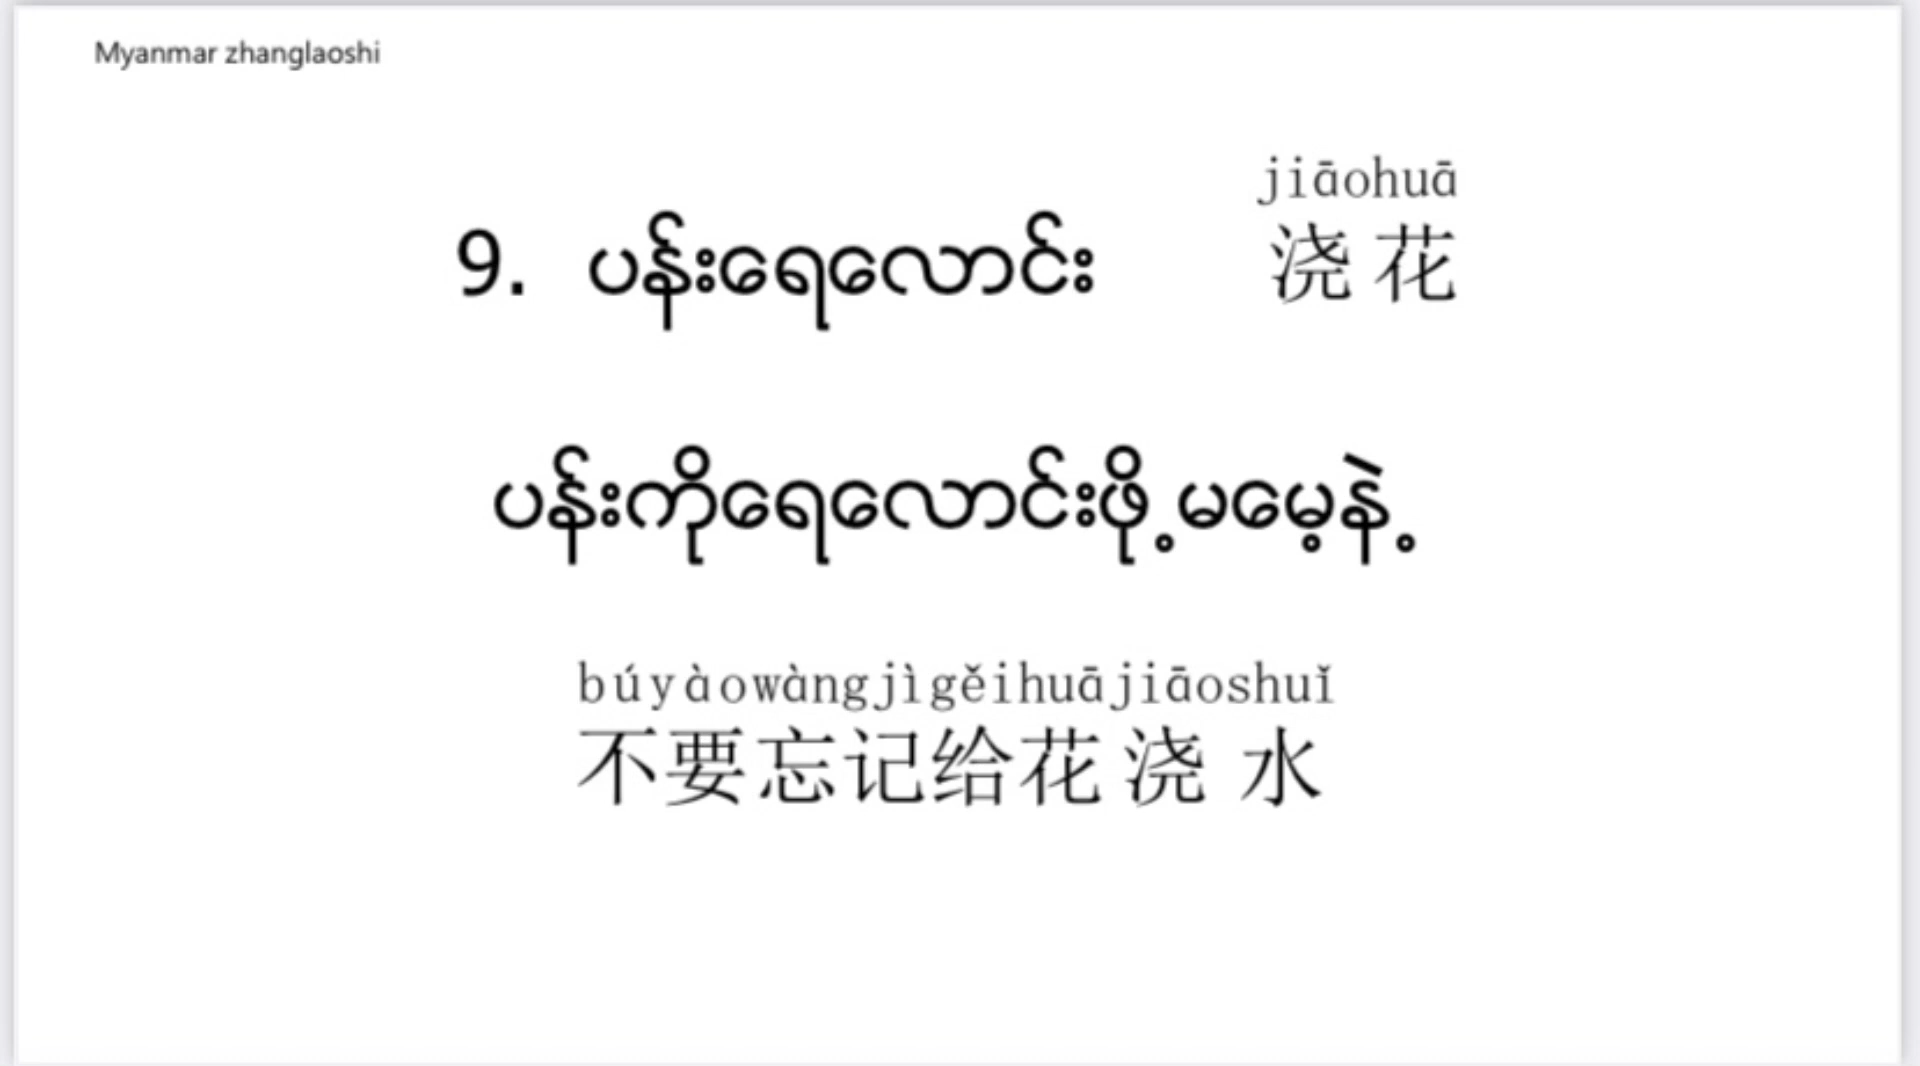 Myanmar zhanglaoshi
jiāohuā
9. ပန်းရေလောင်း 浇花
ပန်းကိုရေလောင်းဖို့မမေ့နဲ့
búyàowàngjìgěihuājiāoshuǐ
不要忘记给花浇水